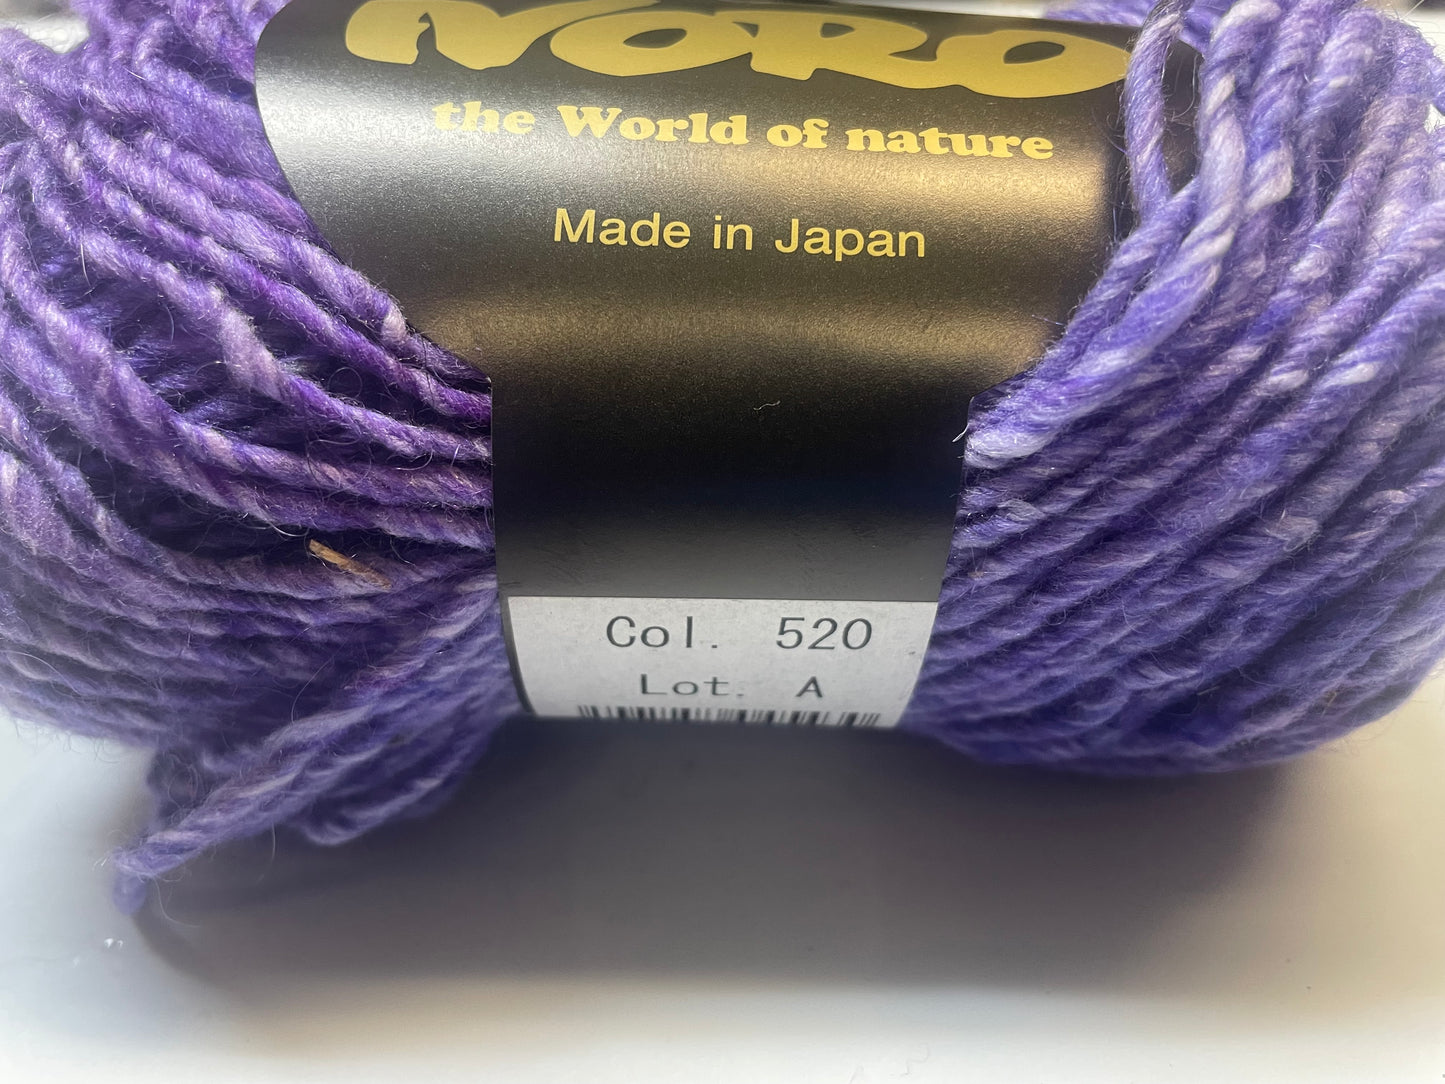 NORO
the World of nature
Made in Japan
Col. 520
Lot. A